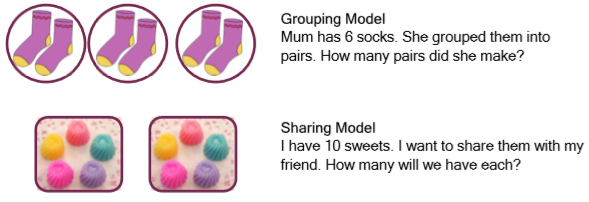 Grouping Model
Mum has 6 socks. She grouped them into
pairs. How many pairs did she make?
Sharing Model
I have 10 sweets. I want to share them with my
friend. How many will we have each?